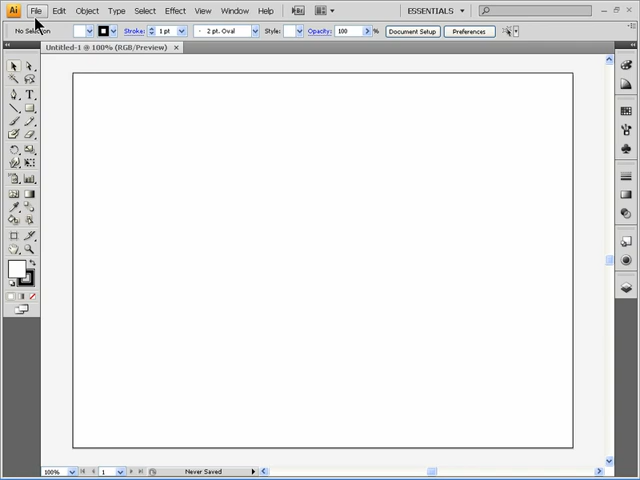 Ai File Edit Object Type Select Effect View Window Help Br ESSENTIALS
No Selection Stroke: 1 pt 2 pt. Oval Style: Opacity: 100 % Document Setup Preferences
Untitled-1 @ 100% (RGB/Preview)
T
100% 1 Never Saved